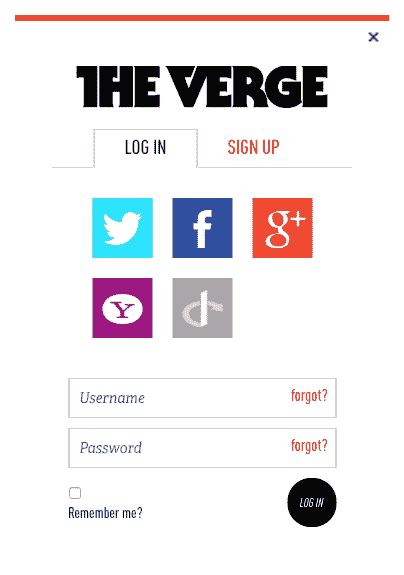 THE VERGE
LOG IN
SIGN UP
f
g+
Y
Username
forgot?
Password
forgot?
Remember me?
LOG IN